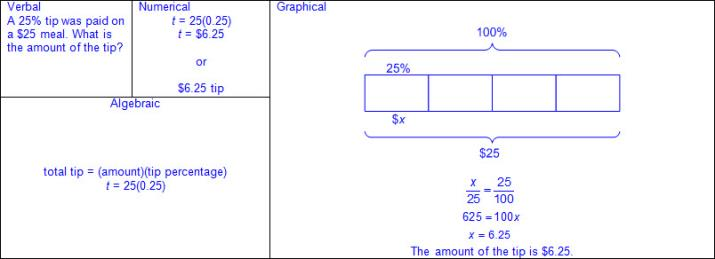 Verbal
A 25% tip was paid on
a $25 meal. What is
the amount of the tip?
Numerical
t = 25(0.25)
t = $6.25
or
$6.25 tip
Algebraic
total tip = (amount)(tip percentage)
t = 25(0.25)
Graphical
100%
25%
$x
$25
x/25 = 25/100
625 = 100x
x = 6.25
The amount of the tip is $6.25.